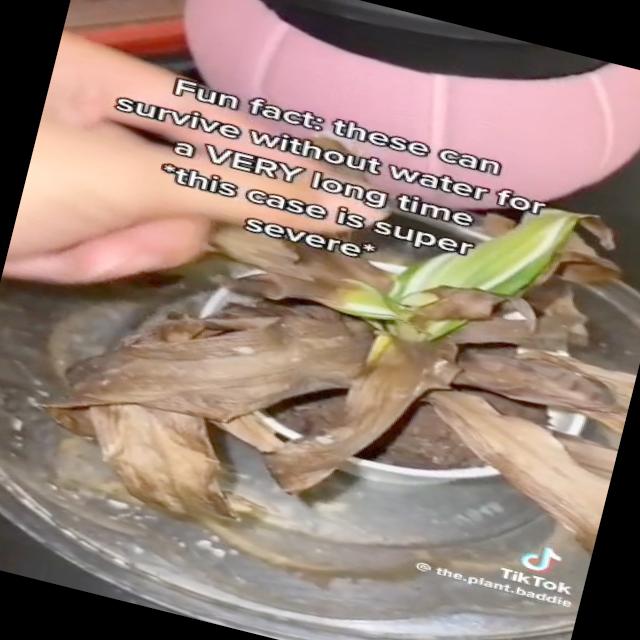 Fun fact: these can
survive without water for
a VERY long time
*this case is super
severe*
TikTok
@ the.plant.baddie